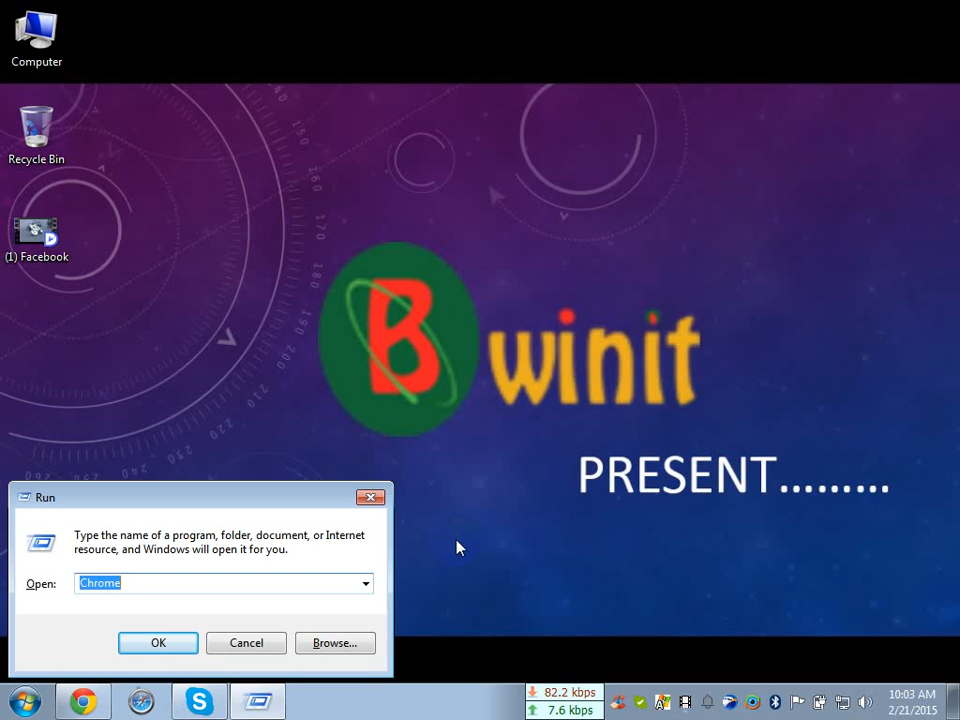 Computer
Recycle Bin
(1) Facebook
B winit
PRESENT.........
Run
Type the name of a program, folder, document, or Internet
resource, and Windows will open it for you.
Open: Chrome
OK Cancel Browse...
82.2 kbps
7.6 kbps
10:03 AM
2/21/2015